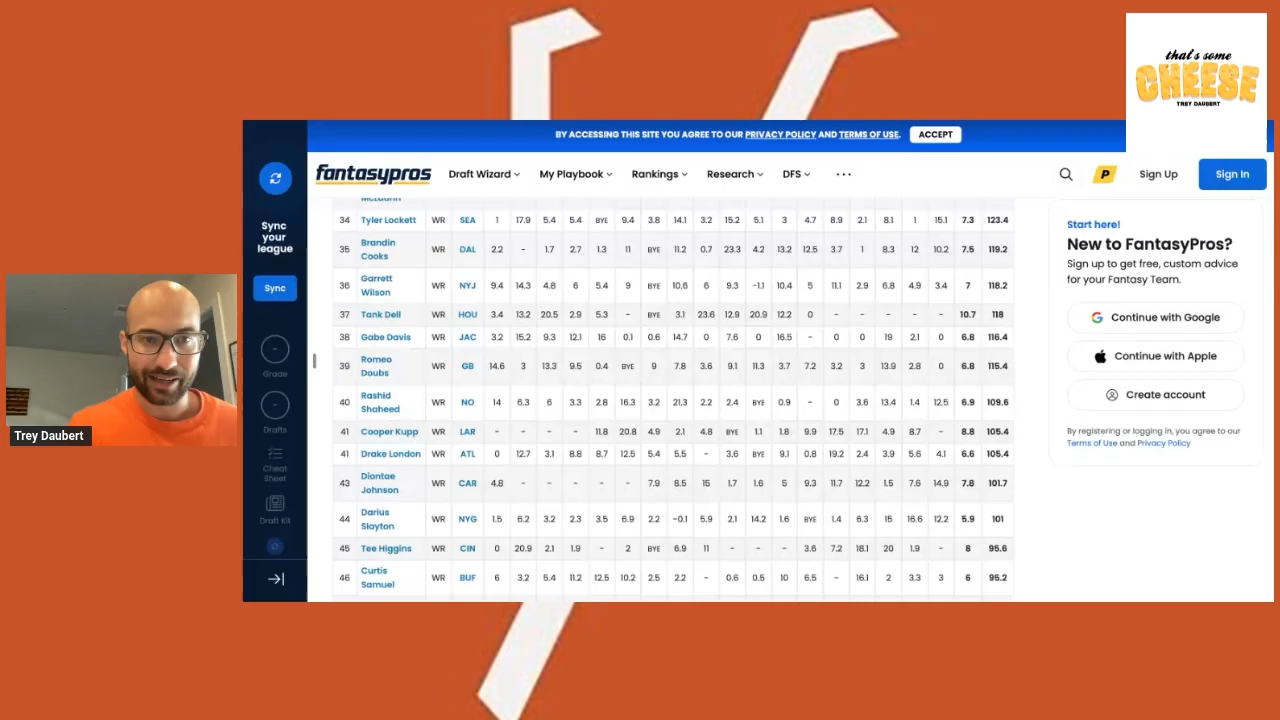 that's some
CHEESE
TREY DAUBERT
BY ACCESSING THIS SITE YOU AGREE TO OUR PRIVACY POLICY AND TERMS OF USE. ACCEPT
fantasypros Draft Wizard My Playbook Rankings Research DFS ... P Sign Up Sign In
Sync
your
league
Sync
Grade
Drafts
Cheat
Sheet
Draft Kit
McLaurin
34 Tyler Lockett WR SEA 1 17.9 5.4 5.4 BYE 9.4 3.8 14.1 3.2 15.2 5.1 3 4.7 8.9 2.1 8.1 1 15.1 7.3 123.4
35 Brandin Cooks WR DAL 2.2 - 1.7 2.7 1.3 11 BYE 11.2 0.7 23.3 4.2 13.2 12.5 3.7 1 8.3 12 10.2 7.5 119.2
36 Garrett Wilson WR NYJ 9.4 14.3 4.8 6 5.4 9 BYE 10.6 6 9.3 -1.1 10.4 5 11.1 2.9 6.8 4.9 3.4 7 118.2
37 Tank Dell WR HOU 3.4 13.2 20.5 2.9 5.3 - BYE 3.1 23.6 12.9 20.9 12.2 0 - - - - - 10.7 118
38 Gabe Davis WR JAC 3.2 15.2 9.3 12.1 16 0.1 0.6 14.7 0 7.6 0 16.5 - 0 0 19 2.1 0 6.8 116.4
39 Romeo Doubs WR GB 14.6 3 13.3 9.5 0.4 BYE 9 7.8 3.6 9.1 11.3 3.7 7.2 3.2 3 13.9 2.8 0 6.8 115.4
40 Rashid Shaheed WR NO 14 6.3 6 3.3 2.8 16.3 3.2 21.3 2.2 2.4 BYE 0.9 - 0 3.6 13.4 1.4 12.5 6.9 109.6
41 Cooper Kupp WR LAR - - - - 11.8 20.8 4.9 2.1 4.8 BYE 1.1 1.8 9.9 17.5 17.1 4.9 8.7 - 8.8 105.4
41 Drake London WR ATL 0 12.7 3.1 8.8 8.7 12.5 5.4 5.5 - 3.6 BYE 9.1 0.8 19.2 2.4 3.9 5.6 4.1 6.6 105.4
43 Diontae Johnson WR CAR 4.8 - - - - - 7.9 8.5 15 1.7 1.6 5 9.3 11.7 12.2 1.5 7.6 14.9 7.8 101.7
44 Darius Slayton WR NYG 1.5 6.2 3.2 2.3 3.5 6.9 2.2 -0.1 5.9 2.1 14.2 1.6 BYE 1.4 6.3 15 16.6 12.2 5.9 101
45 Tee Higgins WR CIN 0 20.9 2.1 1.9 - 2 BYE 6.9 11 - - - 3.6 7.2 18.1 20 1.9 - 8 95.6
46 Curtis Samuel WR BUF 6 3.2 5.4 11.2 12.5 10.2 2.5 2.2 - 0.6 0.5 10 6.5 - 16.1 2 3.3 3 6 95.2
Start here!
New to FantasyPros?
Sign up to get free, custom advice
for your Fantasy Team.
Continue with Google
Continue with Apple
Create account
By registering or logging in, you agree to our
Terms of Use and Privacy Policy
Trey Daubert